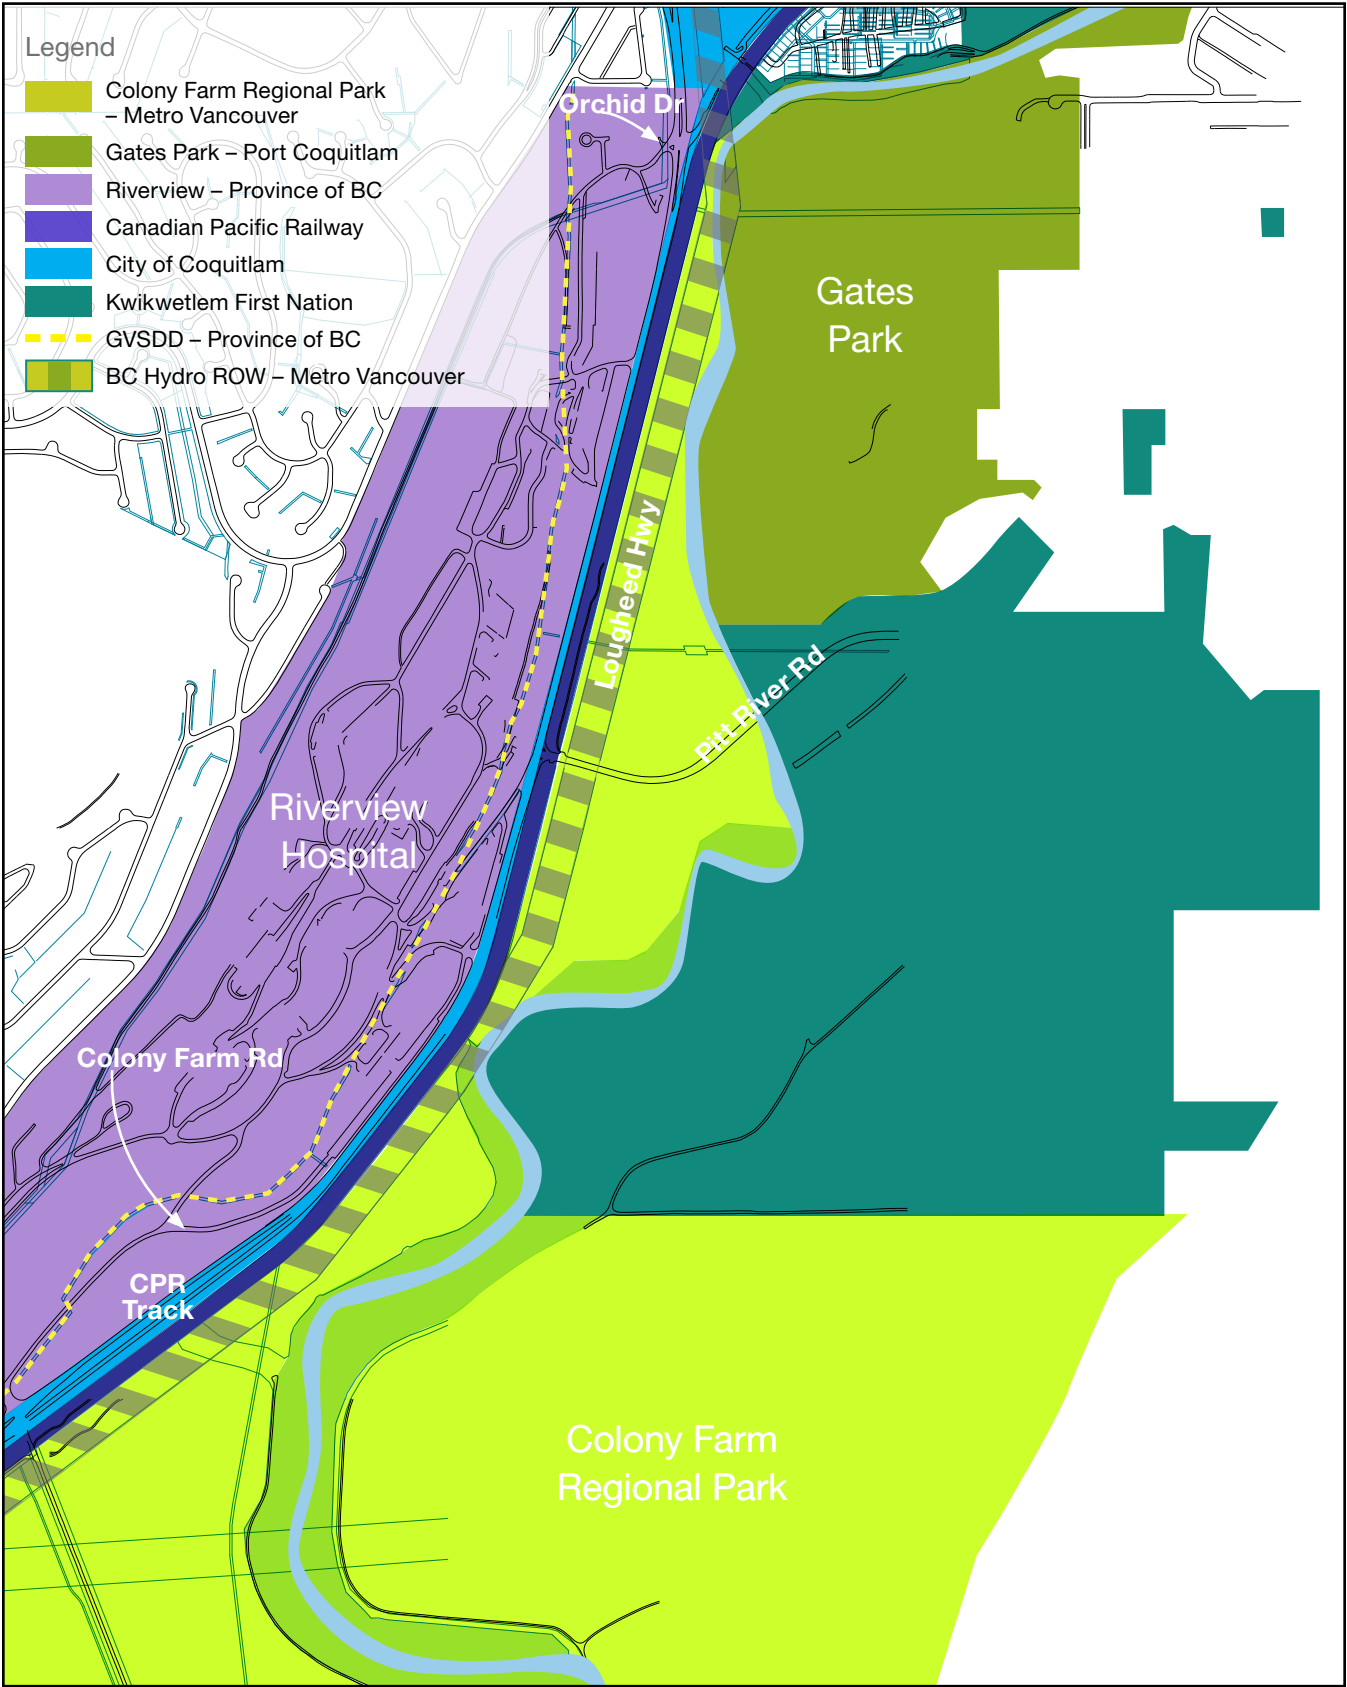 Legend
Colony Farm Regional Park
– Metro Vancouver
Gates Park – Port Coquitlam
Riverview – Province of BC
Canadian Pacific Railway
City of Coquitlam
Kwikwetlem First Nation
GVSDD – Province of BC
BC Hydro ROW – Metro Vancouver
Orchid Dr
Gates
Park
Lougheed Hwy
Pitt River Rd
Riverview
Hospital
Colony Farm Rd
CPR
Track
Colony Farm
Regional Park